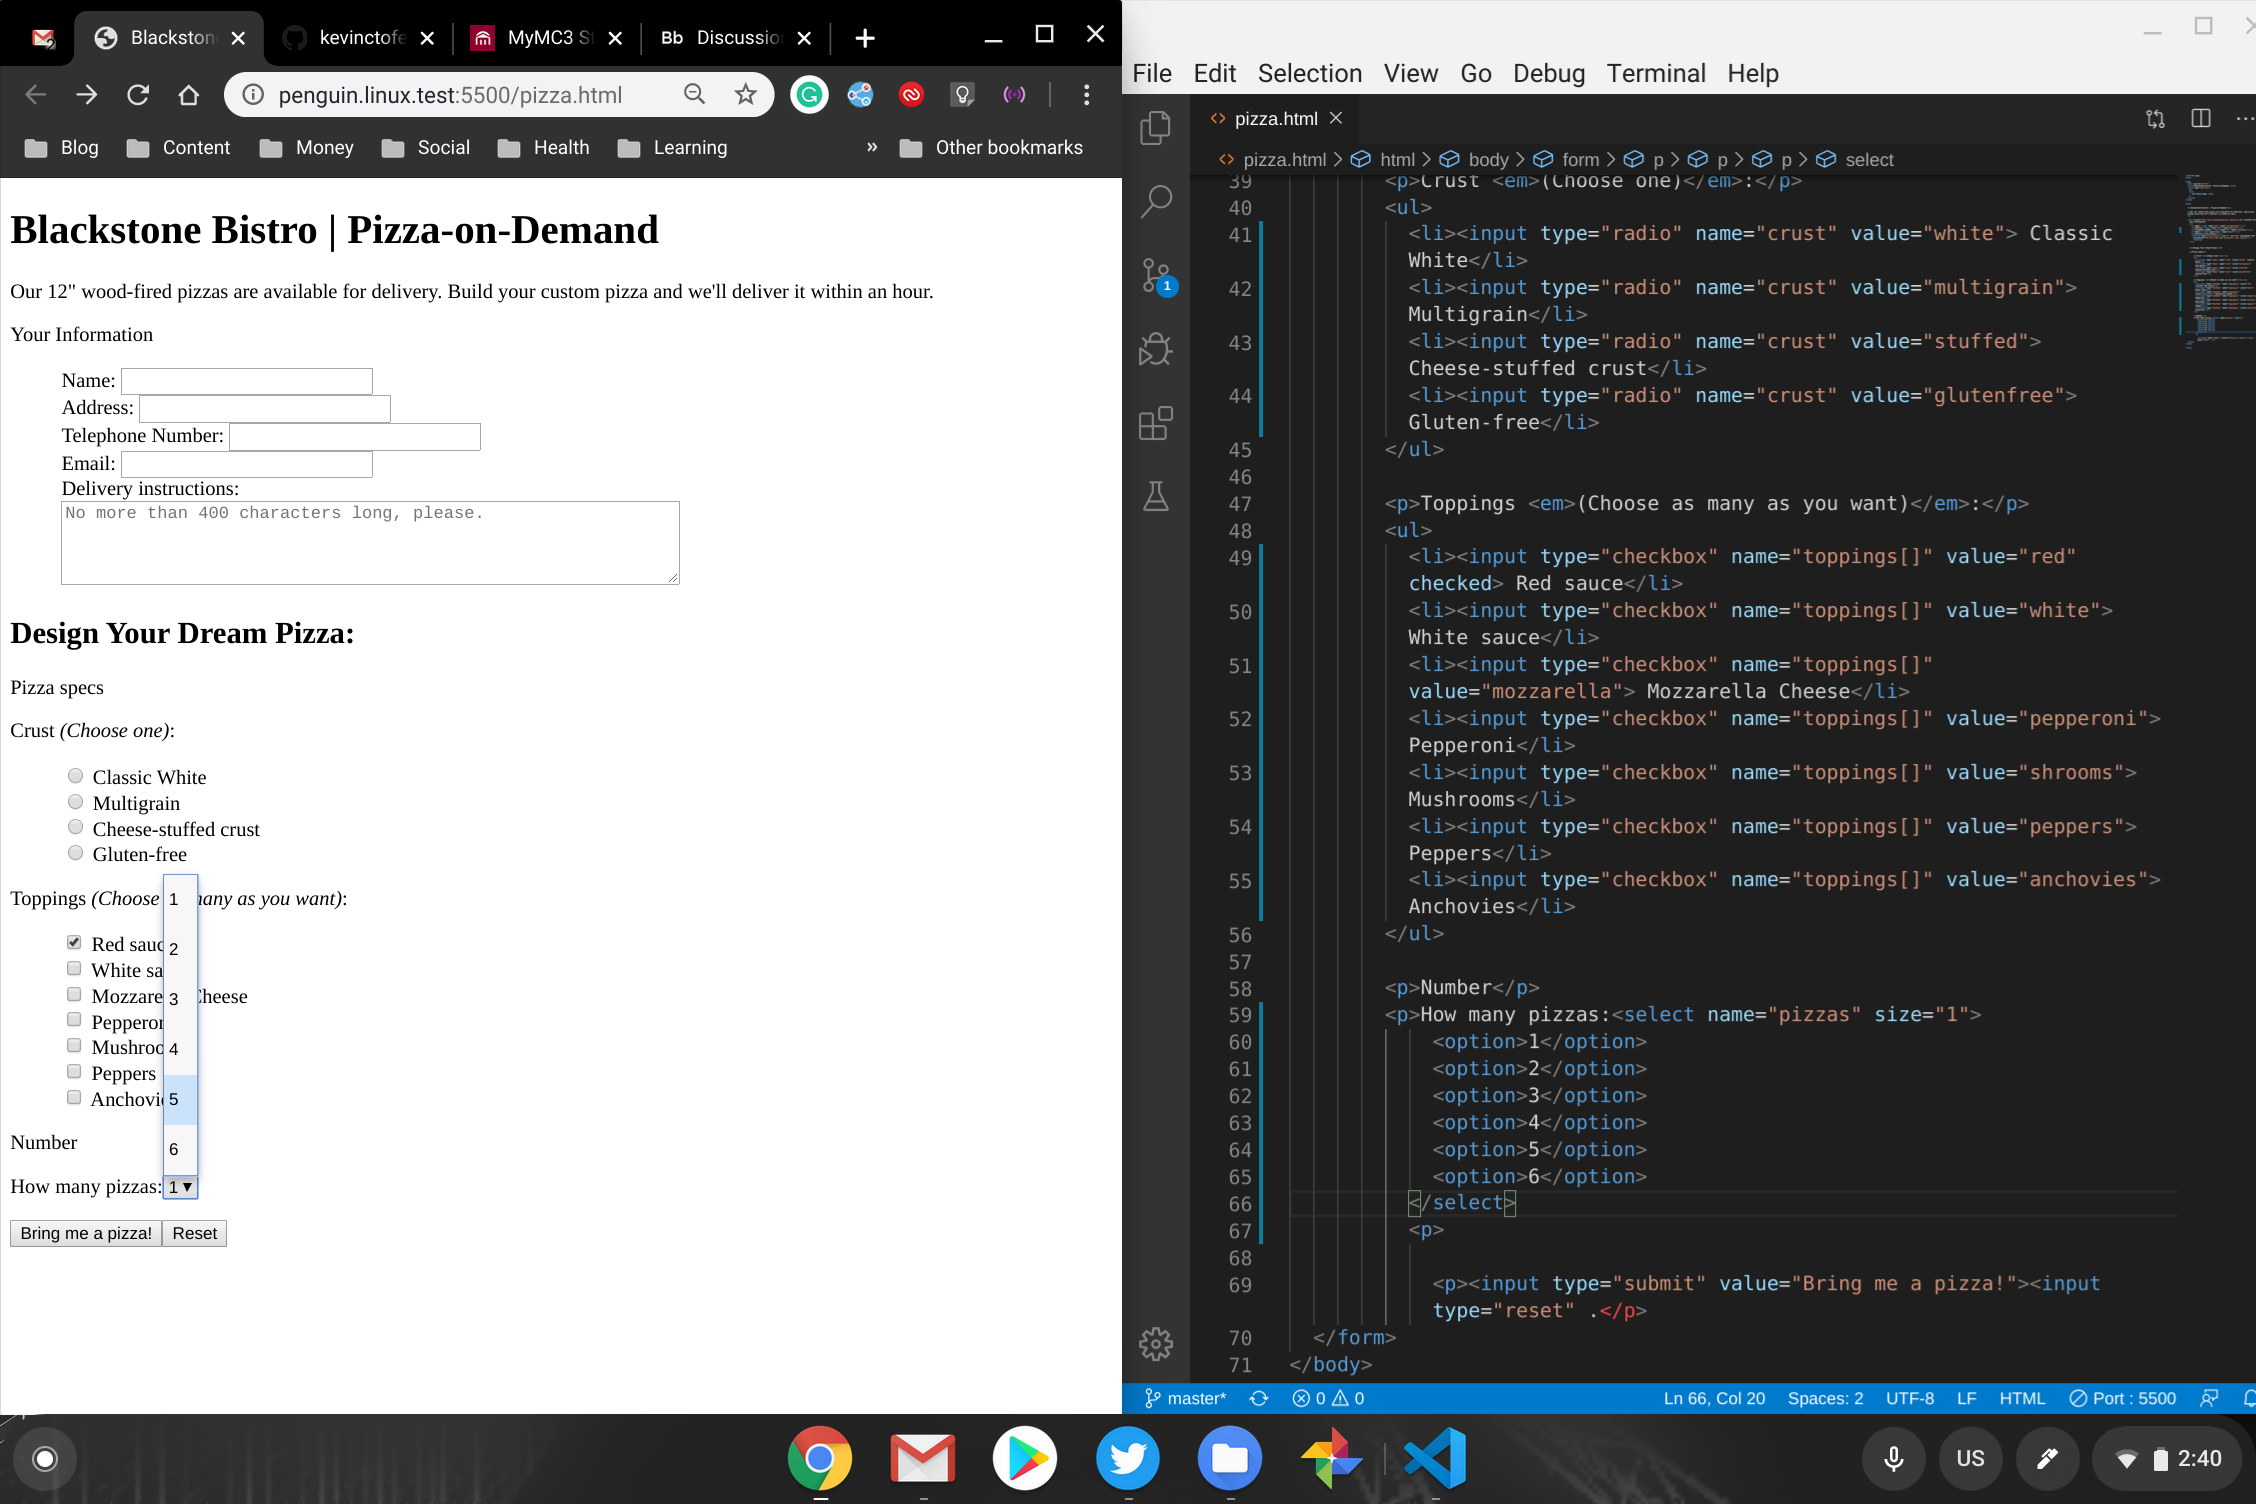 Blackston
kevinctofe
MyMC3 S
Bb Discussio
penguin.linux.test:5500/pizza.html
Blog Content Money Social Health Learning » Other bookmarks
Blackstone Bistro | Pizza-on-Demand
Our 12" wood-fired pizzas are available for delivery. Build your custom pizza and we'll deliver it within an hour.
Your Information
Name:
Address:
Telephone Number:
Email:
Delivery instructions:
No more than 400 characters long, please.
Design Your Dream Pizza:
Pizza specs
Crust (Choose one):
Classic White
Multigrain
Cheese-stuffed crust
Gluten-free
Toppings (Choose many as you want):
Red sauc
White sa
Mozzare Cheese
Pepperor
Mushroo
Peppers
Anchovi
1
2
3
4
5
6
Number
How many pizzas: 1
Bring me a pizza! Reset
File Edit Selection View Go Debug Terminal Help
pizza.html
pizza.html > html > body > form > p > p > p > select
1
39 <p>Crust <em>(Choose one)</em>:</p>
40 <ul>
41 <li><input type="radio" name="crust" value="white"> Classic
White</li>
42 <li><input type="radio" name="crust" value="multigrain">
Multigrain</li>
43 <li><input type="radio" name="crust" value="stuffed">
Cheese-stuffed crust</li>
44 <li><input type="radio" name="crust" value="glutenfree">
Gluten-free</li>
45 </ul>
46
47 <p>Toppings <em>(Choose as many as you want)</em>:</p>
48 <ul>
49 <li><input type="checkbox" name="toppings[]" value="red"
checked> Red sauce</li>
50 <li><input type="checkbox" name="toppings[]" value="white">
White sauce</li>
51 <li><input type="checkbox" name="toppings[]"
value="mozzarella"> Mozzarella Cheese</li>
52 <li><input type="checkbox" name="toppings[]" value="pepperoni">
Pepperoni</li>
53 <li><input type="checkbox" name="toppings[]" value="shrooms">
Mushrooms</li>
54 <li><input type="checkbox" name="toppings[]" value="peppers">
Peppers</li>
55 <li><input type="checkbox" name="toppings[]" value="anchovies">
Anchovies</li>
56 </ul>
57
58 <p>Number</p>
59 <p>How many pizzas:<select name="pizzas" size="1">
60 <option>1</option>
61 <option>2</option>
62 <option>3</option>
63 <option>4</option>
64 <option>5</option>
65 <option>6</option>
66 </select>
67 <p>
68
69 <p><input type="submit" value="Bring me a pizza!"><input
type="reset" .</p>
70 </form>
71 </body>
master* 0 0 Ln 66, Col 20 Spaces: 2 UTF-8 LF HTML Port : 5500
US 2:40